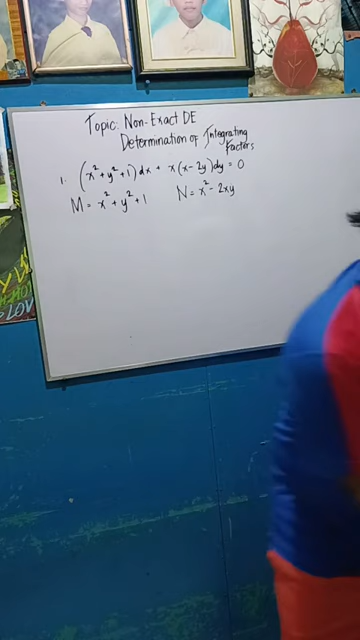 Topic: Non-Exact DE
Determination of Integrating
Factors
1. (x² + y² + 1) dx + x(x - 2y)dy = 0
M = x² + y² + 1 N = x² - 2xy